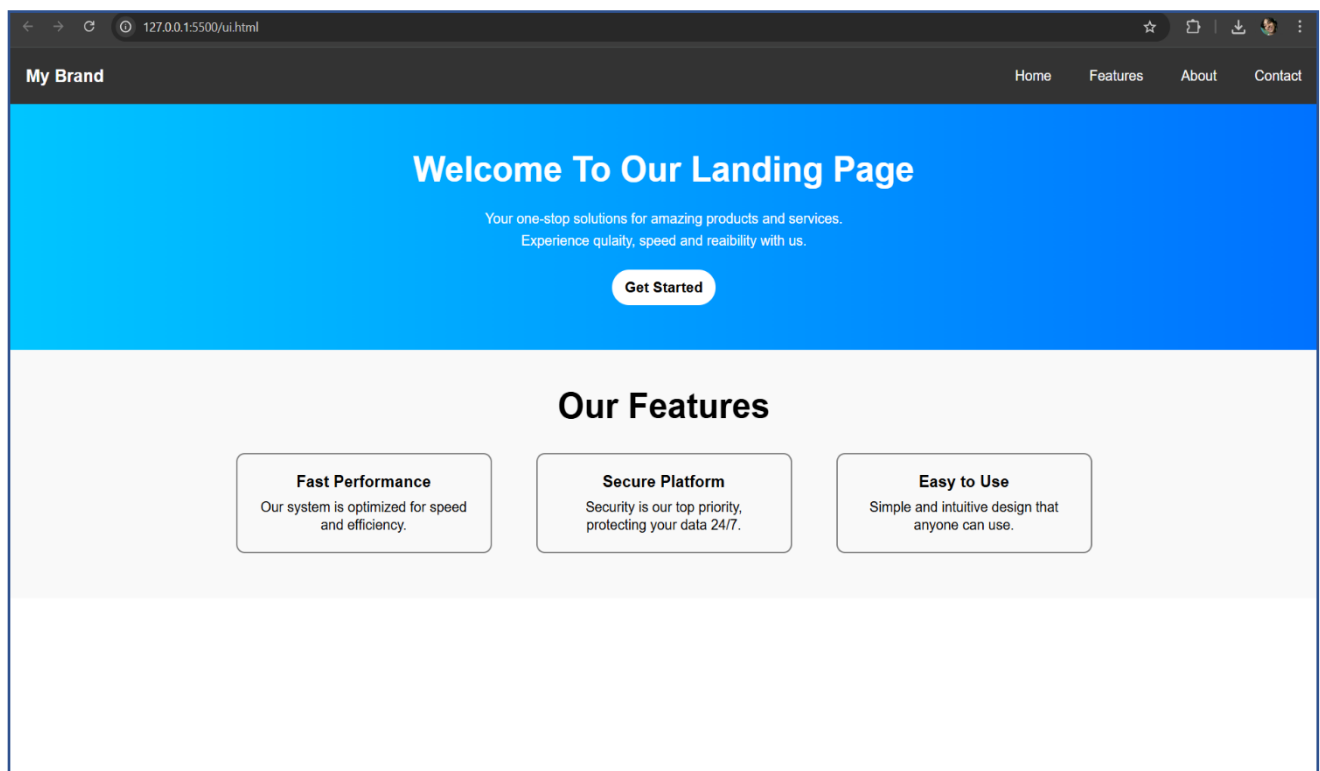 127.0.0.1:5500/ui.html
My Brand
Home Features About Contact
Welcome To Our Landing Page
Your one-stop solutions for amazing products and services.
Experience qulaity, speed and reaibility with us.
Get Started
Our Features
Fast Performance
Our system is optimized for speed
and efficiency.
Secure Platform
Security is our top priority,
protecting your data 24/7.
Easy to Use
Simple and intuitive design that
anyone can use.